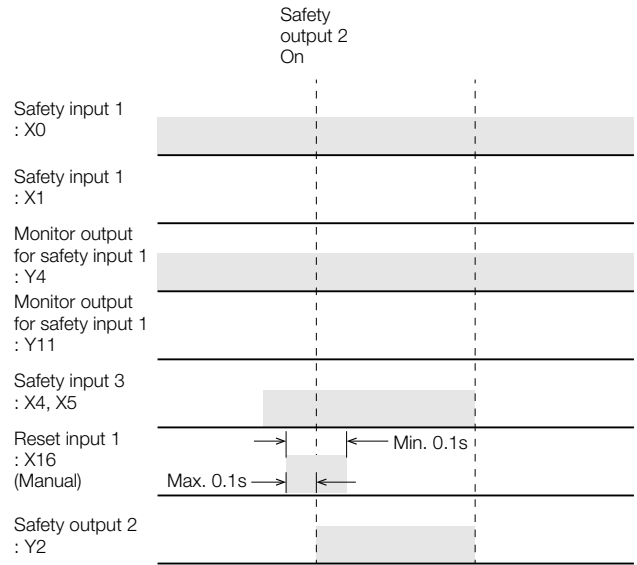 Safety
output 2
On
Safety input 1
: X0
Safety input 1
: X1
Monitor output
for safety input 1
: Y4
Monitor output
for safety input 1
: Y11
Safety input 3
: X4, X5
Reset input 1
: X16
(Manual)
Min. 0.1s
Max. 0.1s
Safety output 2
: Y2